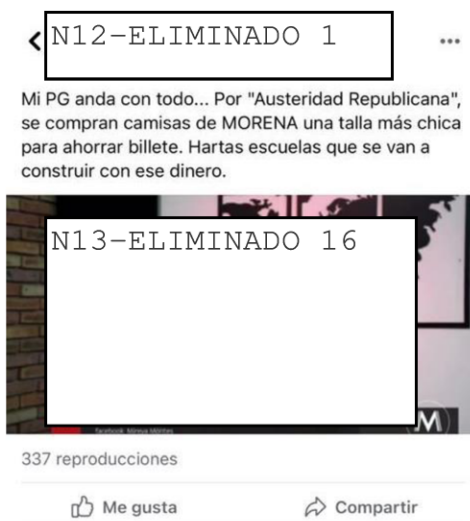 N12-ELIMINADO 1
Mi PG anda con todo... Por "Austeridad Republicana",
se compran camisas de MORENA una talla más chica
para ahorrar billete. Hartas escuelas que se van a
construir con ese dinero.
N13-ELIMINADO 16
M
337 reproducciones
Me gusta
Compartir